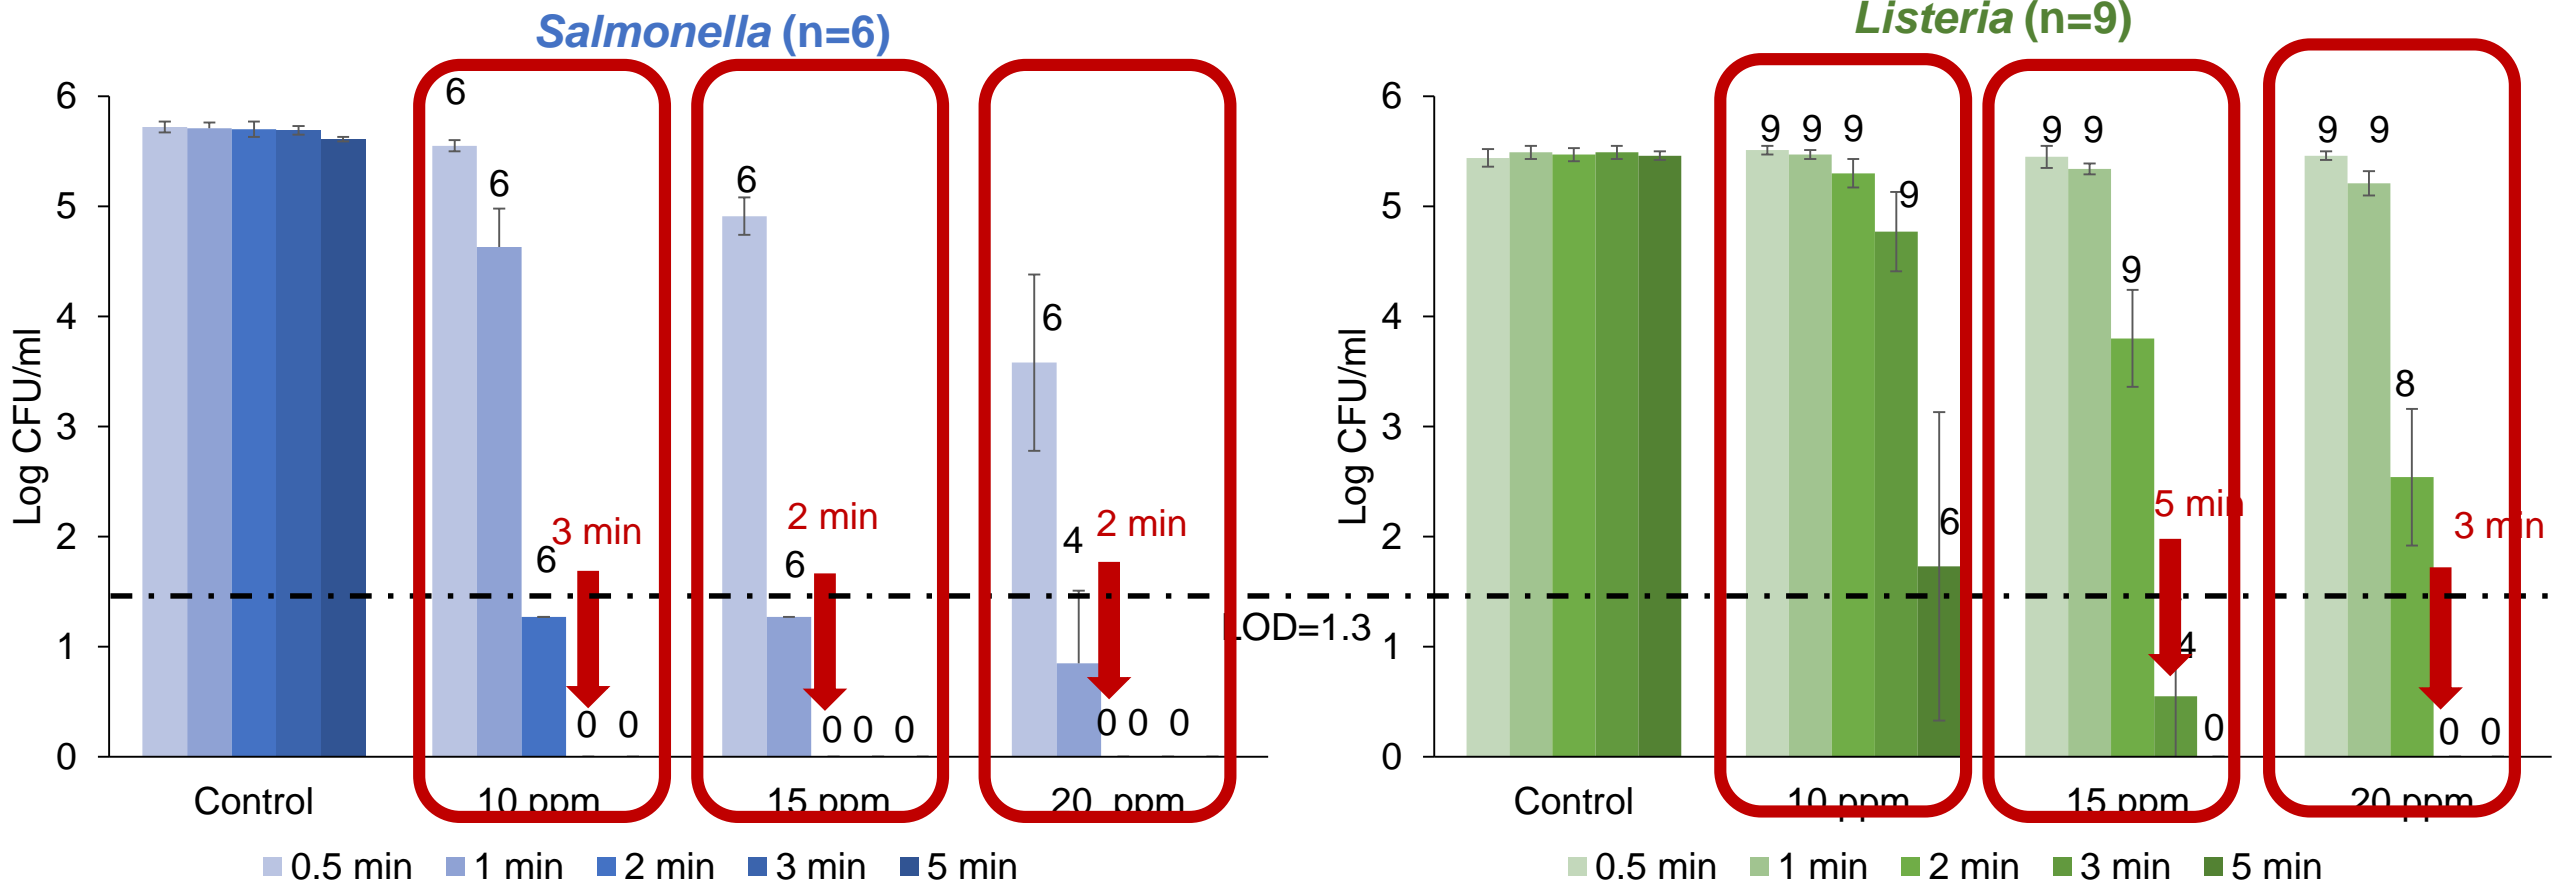 Salmonella (n=6)
6
5
4
3
2
1
0
Log CFU/ml
6
6
6
3 min
0 0
6
6
2 min
0 0 0
6
4
2 min
0 0 0
Control
10 ppm
15 ppm
20 ppm
0.5 min 1 min 2 min 3 min 5 min
LOD=1.3
Listeria (n=9)
6
5
4
3
2
1
0
Log CFU/ml
9 9 9
9
6
9 9
9
5 min
4
0
9 9
8
3 min
0 0
Control
10 ppm
15 ppm
20 ppm
0.5 min 1 min 2 min 3 min 5 min